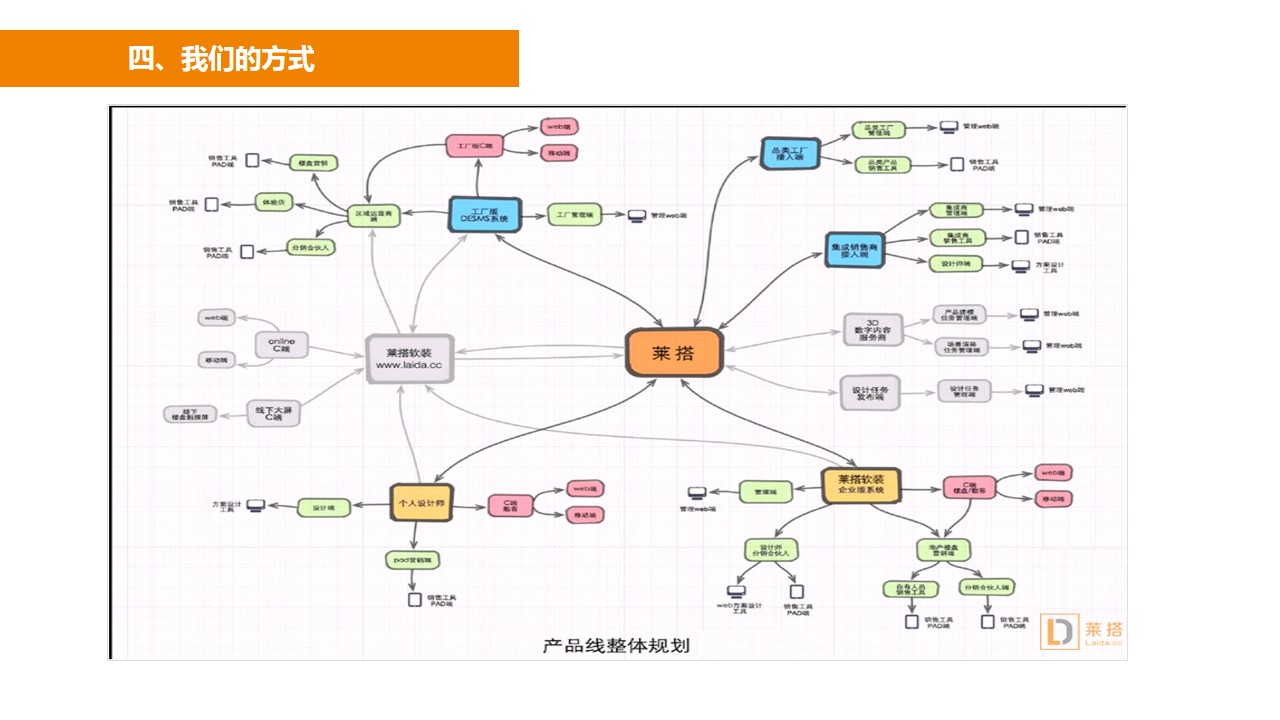 四、我们的方式
web端
工厂版C端
移动端
品类工厂
接入端
品类工厂
管理端
管理web端
品类产品
销售工具
销售工具
PAD端
销售工具
PAD端
楼盘营销
销售工具
PAD端
体验店
区域运营商
端
工厂版
DESMS系统
工厂管理端
管理web端
销售工具
PAD端
分销合伙人
集成销售商
接入端
集成商
管理端
管理web端
集成商
销售工具
销售工具
PAD端
设计师端
方案设计
工具
web端
online
C端
移动端
线下
线下大屏
C端
莱搭软装
www.laida.cc
莱搭
3D
数字内容
服务商
产品建模
任务管理端
管理web端
任务管理端
管理web端
设计任务
发布端
设计任务
管理端
管理web端
方案设计
工具
设计端
个人设计师
C端
散客
web端
移动端
pad营销端
销售工具
PAD端
管理web端
管理端
莱搭软装
企业版系统
C端
楼盘/散客
web端
移动端
设计师
分销合伙人
web方案设计
工具
销售工具
PAD端
地产楼盘
营销端
自有人员
销售工具
分销合伙人端
销售工具
PAD端
销售工具
PAD端
产品线整体规划
莱搭
Laida.cc